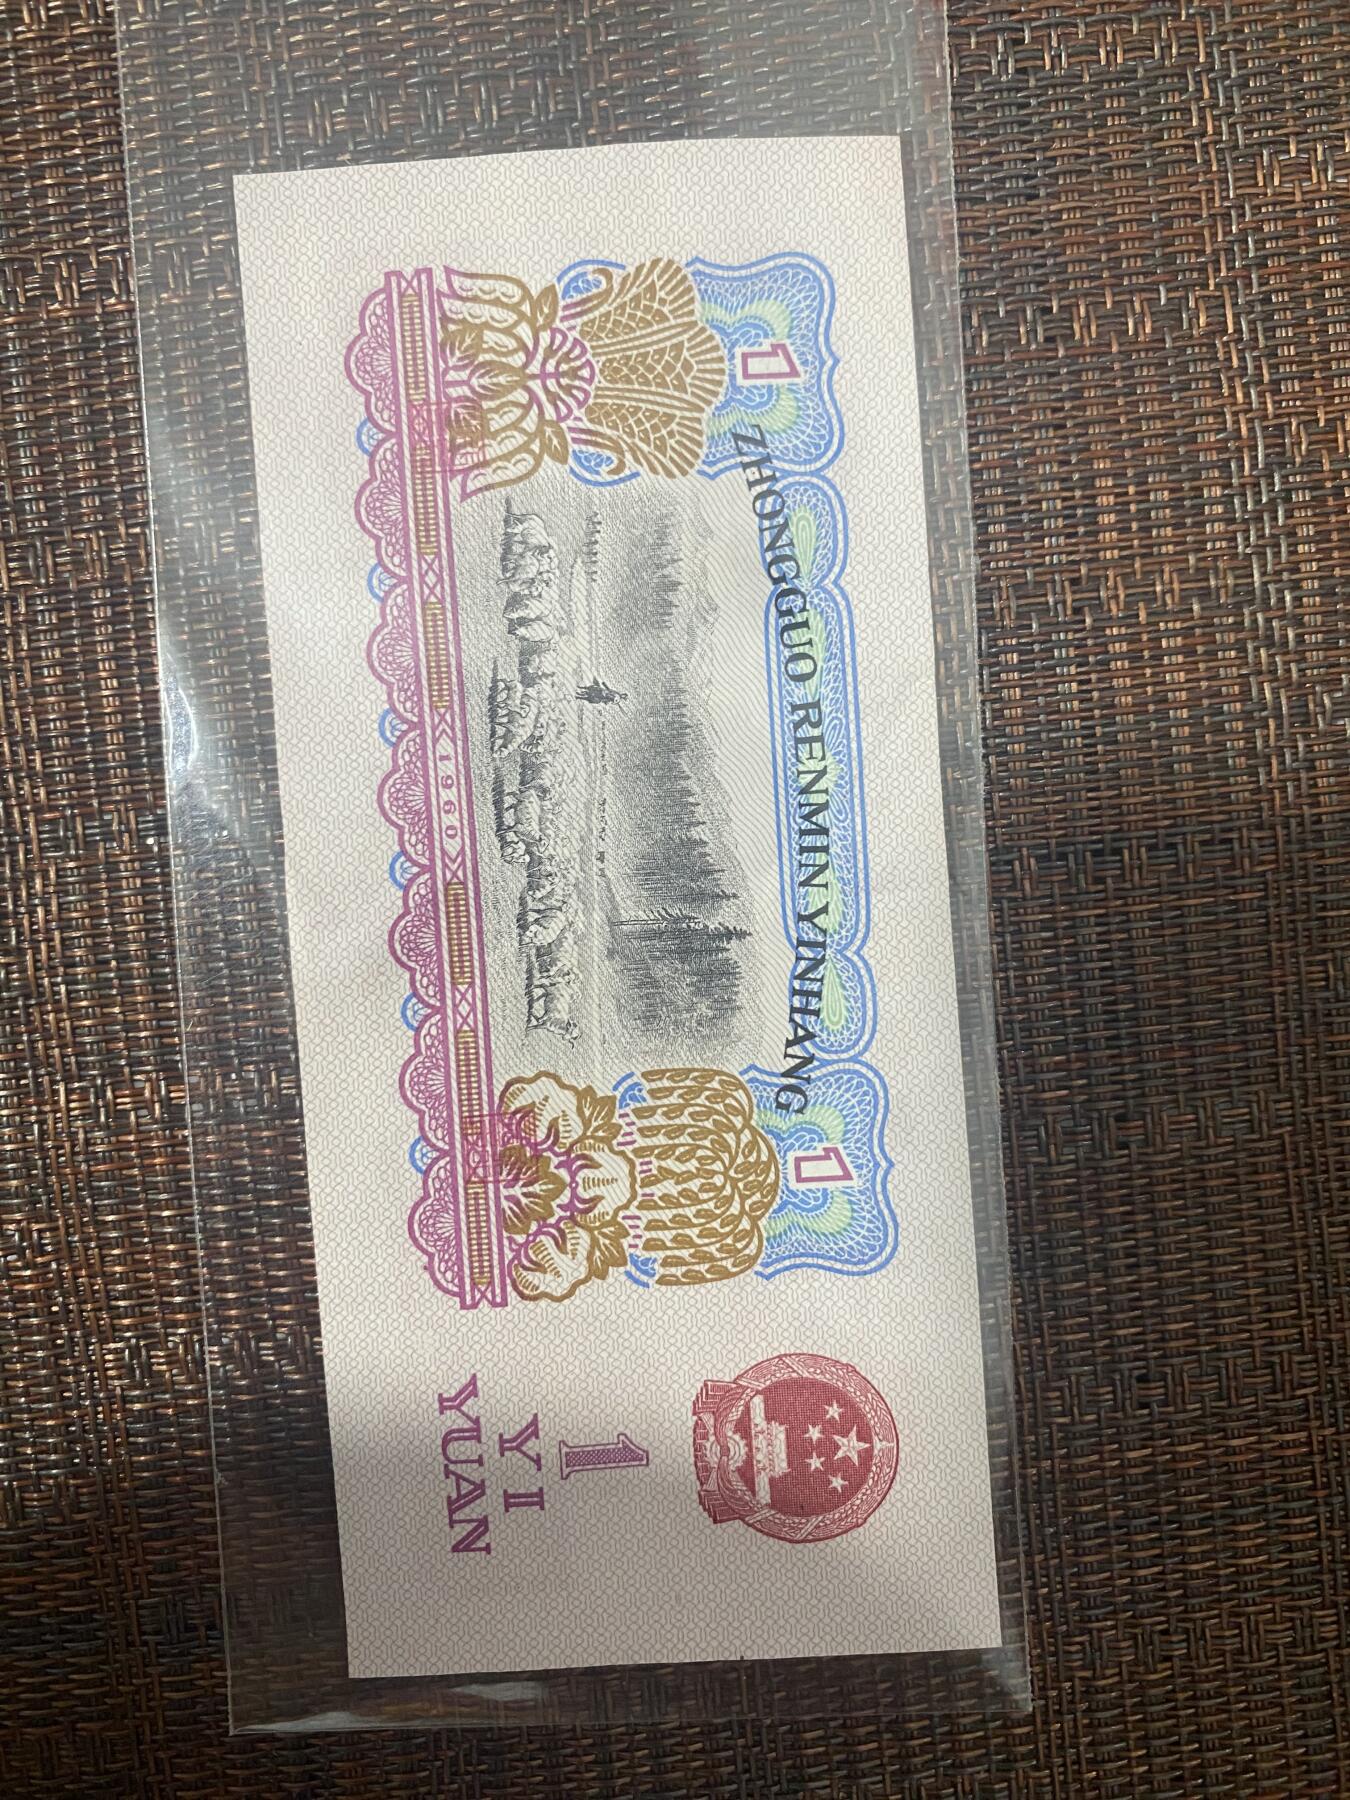 ZHONGGUO RENMIN YINHANG
1
1
1
YI
YUAN
1960